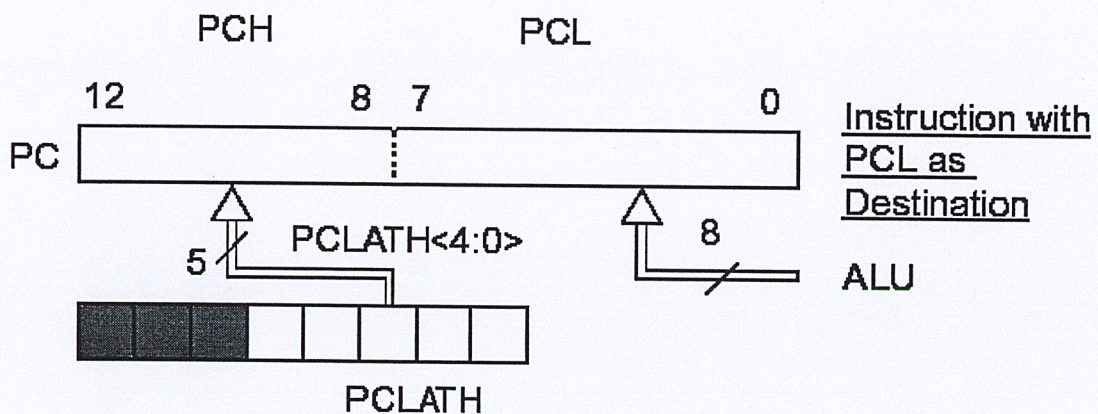 PCH PCL
12 8 7 0
PC
Instruction with
PCL as
Destination
5 PCLATH<4:0> 8
ALU
PCLATH